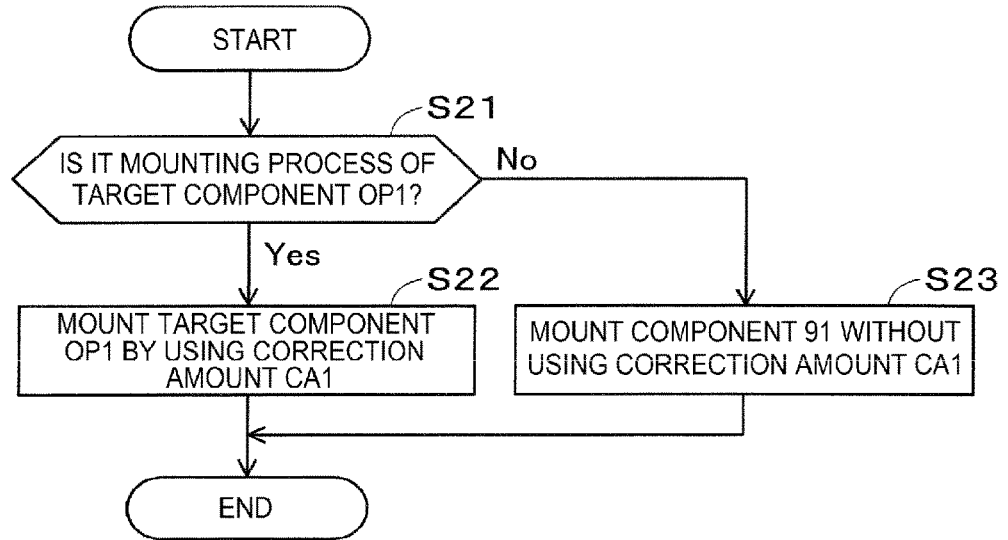 START
S21
IS IT MOUNTING PROCESS OF
TARGET COMPONENT OP1?
No
Yes
S22
MOUNT TARGET COMPONENT
OP1 BY USING CORRECTION
AMOUNT CA1
S23
MOUNT COMPONENT 91 WITHOUT
USING CORRECTION AMOUNT CA1
END